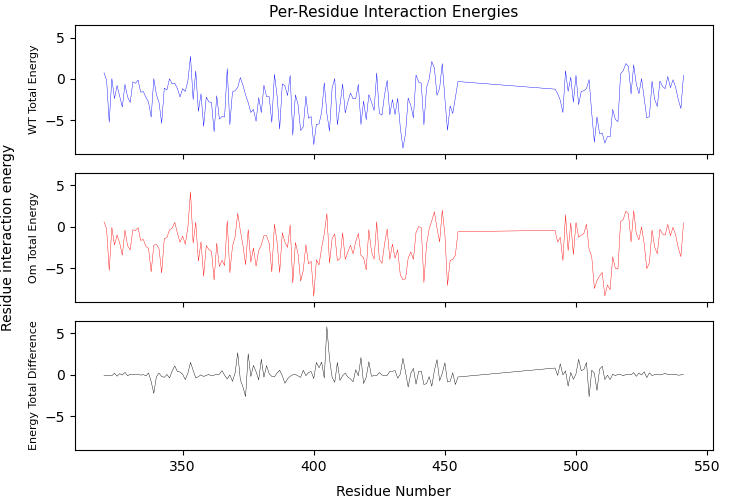 Per-Residue Interaction Energies
Residue interaction energy
WT Total Energy
5
0
−5
Om Total Energy
5
0
−5
Energy Total Difference
5
0
−5
350
400
450
500
550
Residue Number